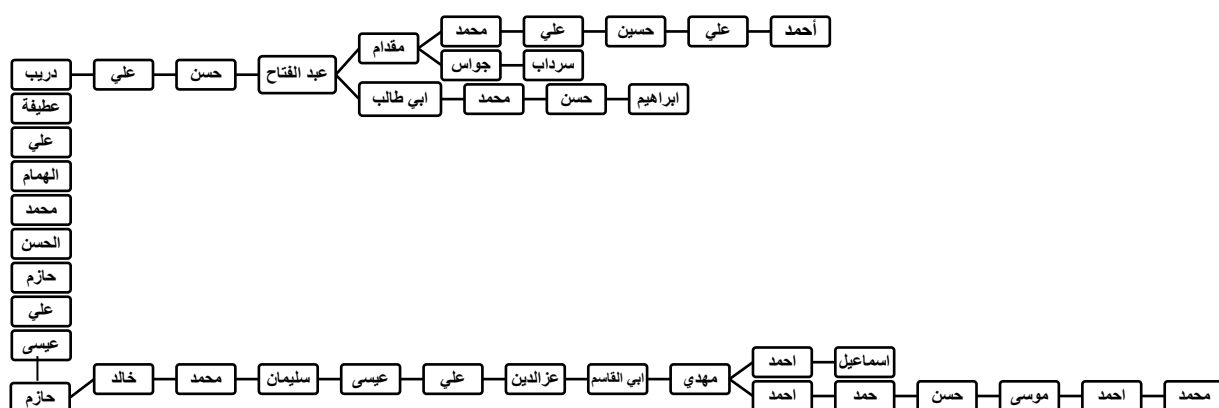 محمد علي حسين علي أحمد
مقدام
جواس سرداب
دريب علي حسن عبد الفتاح
ابي طالب محمد حسن ابراهيم
عطيفة
علي
الهمام
محمد
الحسن
حازم
علي
عيسى
احمد اسماعيل
خالد محمد سليمان عيسى علي عزالدين ابي القاسم مهدي
حازم
احمد حمد حسن موسى احمد محمد